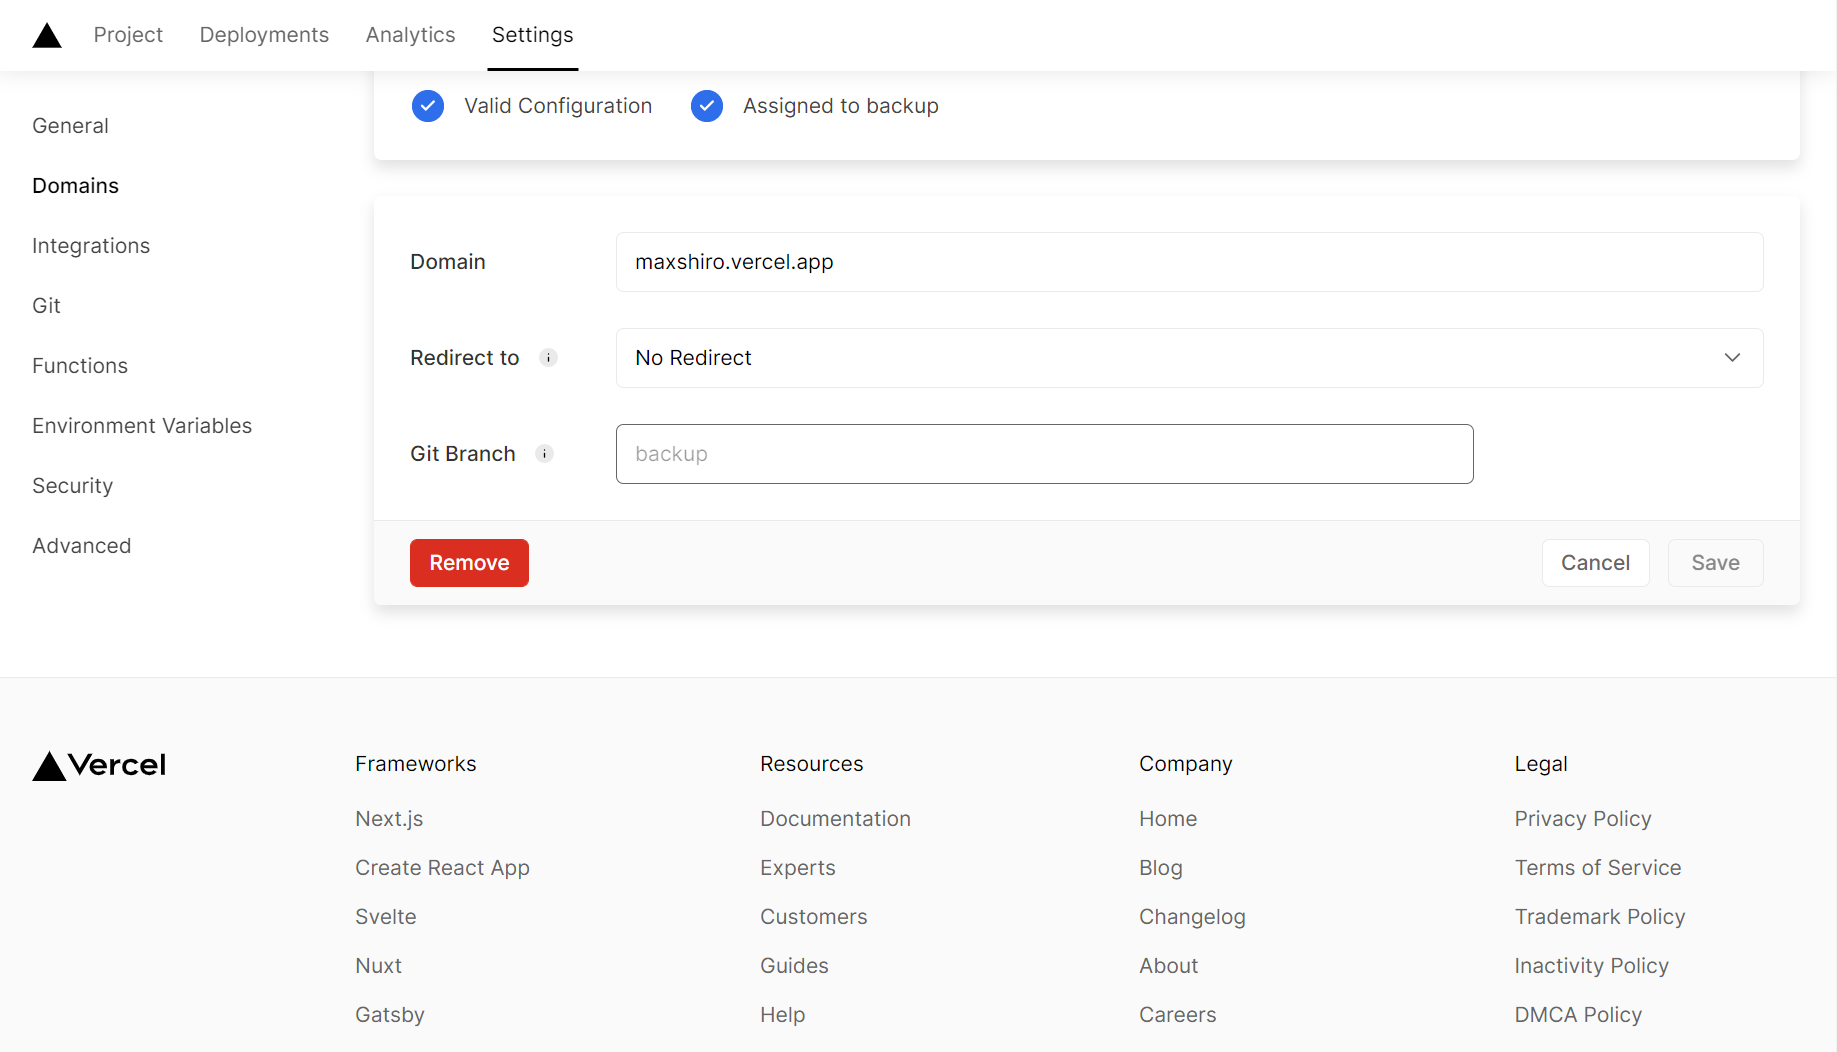 Project Deployments Analytics Settings
General
Domains
Integrations
Git
Functions
Environment Variables
Security
Advanced
Valid Configuration Assigned to backup
Domain maxshiro.vercel.app
Redirect to i No Redirect
Git Branch i backup
Remove Cancel Save
Vercel
Frameworks
Next.js
Create React App
Svelte
Nuxt
Gatsby
Resources
Documentation
Experts
Customers
Guides
Help
Company
Home
Blog
Changelog
About
Careers
Legal
Privacy Policy
Terms of Service
Trademark Policy
Inactivity Policy
DMCA Policy